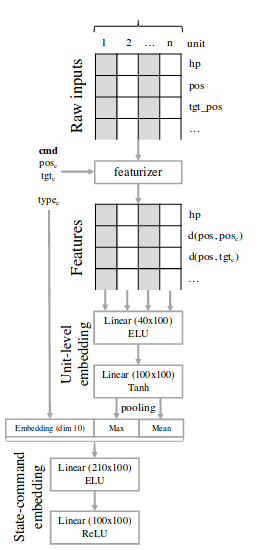 1 2 ... n unit
Raw inputs
hp
pos
tgt_pos
...
cmd
pos_c
tgt_c
type_c
featurizer
Features
hp
d(pos, pos_c)
d(pos, tgt_c)
...
Unit-level
embedding
Linear (40x100)
ELU
Linear (100x100)
Tanh
pooling
Embedding (dim 10) Max Mean
State-command
embedding
Linear (210x100)
ELU
Linear (100x100)
ReLU